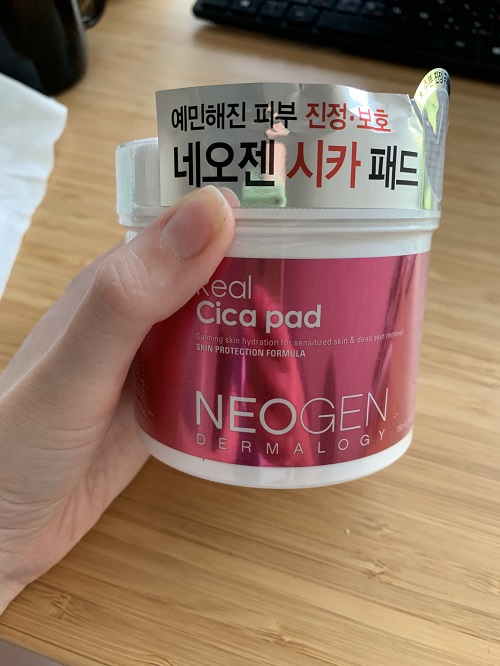 예민해진 피부 진정·보호
네오젠 시카 패드
Real
Cica pad
Calming skin hydration for sensitized skin & dead skin removal
SKIN PROTECTION FORMULA
NEOGEN
DERMALOGY